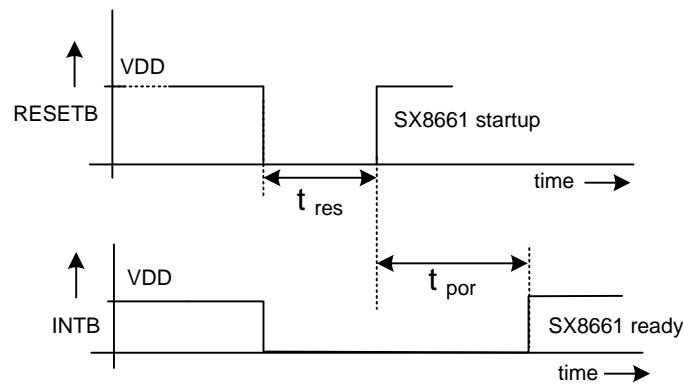 VDD
RESETB
SX8661 startup
time
t res
VDD
t por
INTB
SX8661 ready
time